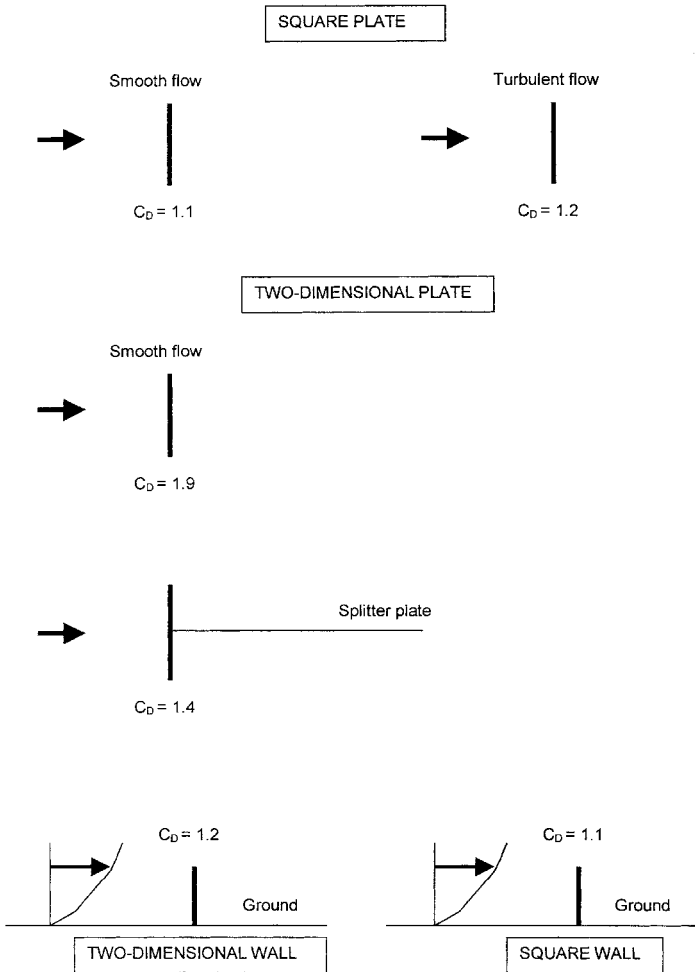 SQUARE PLATE
Smooth flow
Turbulent flow
C_D = 1.1
C_D = 1.2
TWO-DIMENSIONAL PLATE
Smooth flow
C_D = 1.9
Splitter plate
C_D = 1.4
C_D = 1.2
C_D = 1.1
Ground
Ground
TWO-DIMENSIONAL WALL
SQUARE WALL